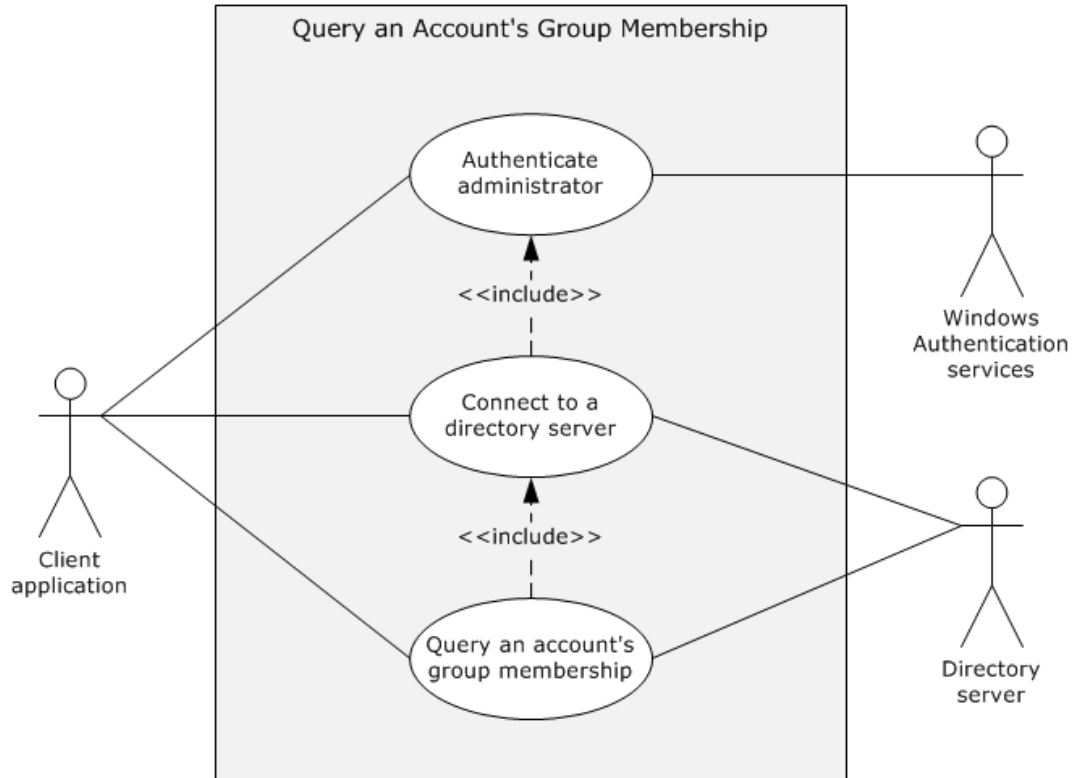 Query an Account's Group Membership
Authenticate
administrator
<<include>>
Windows
Authentication
services
Connect to a
directory server
<<include>>
Client
application
Query an account's
group membership
Directory
server